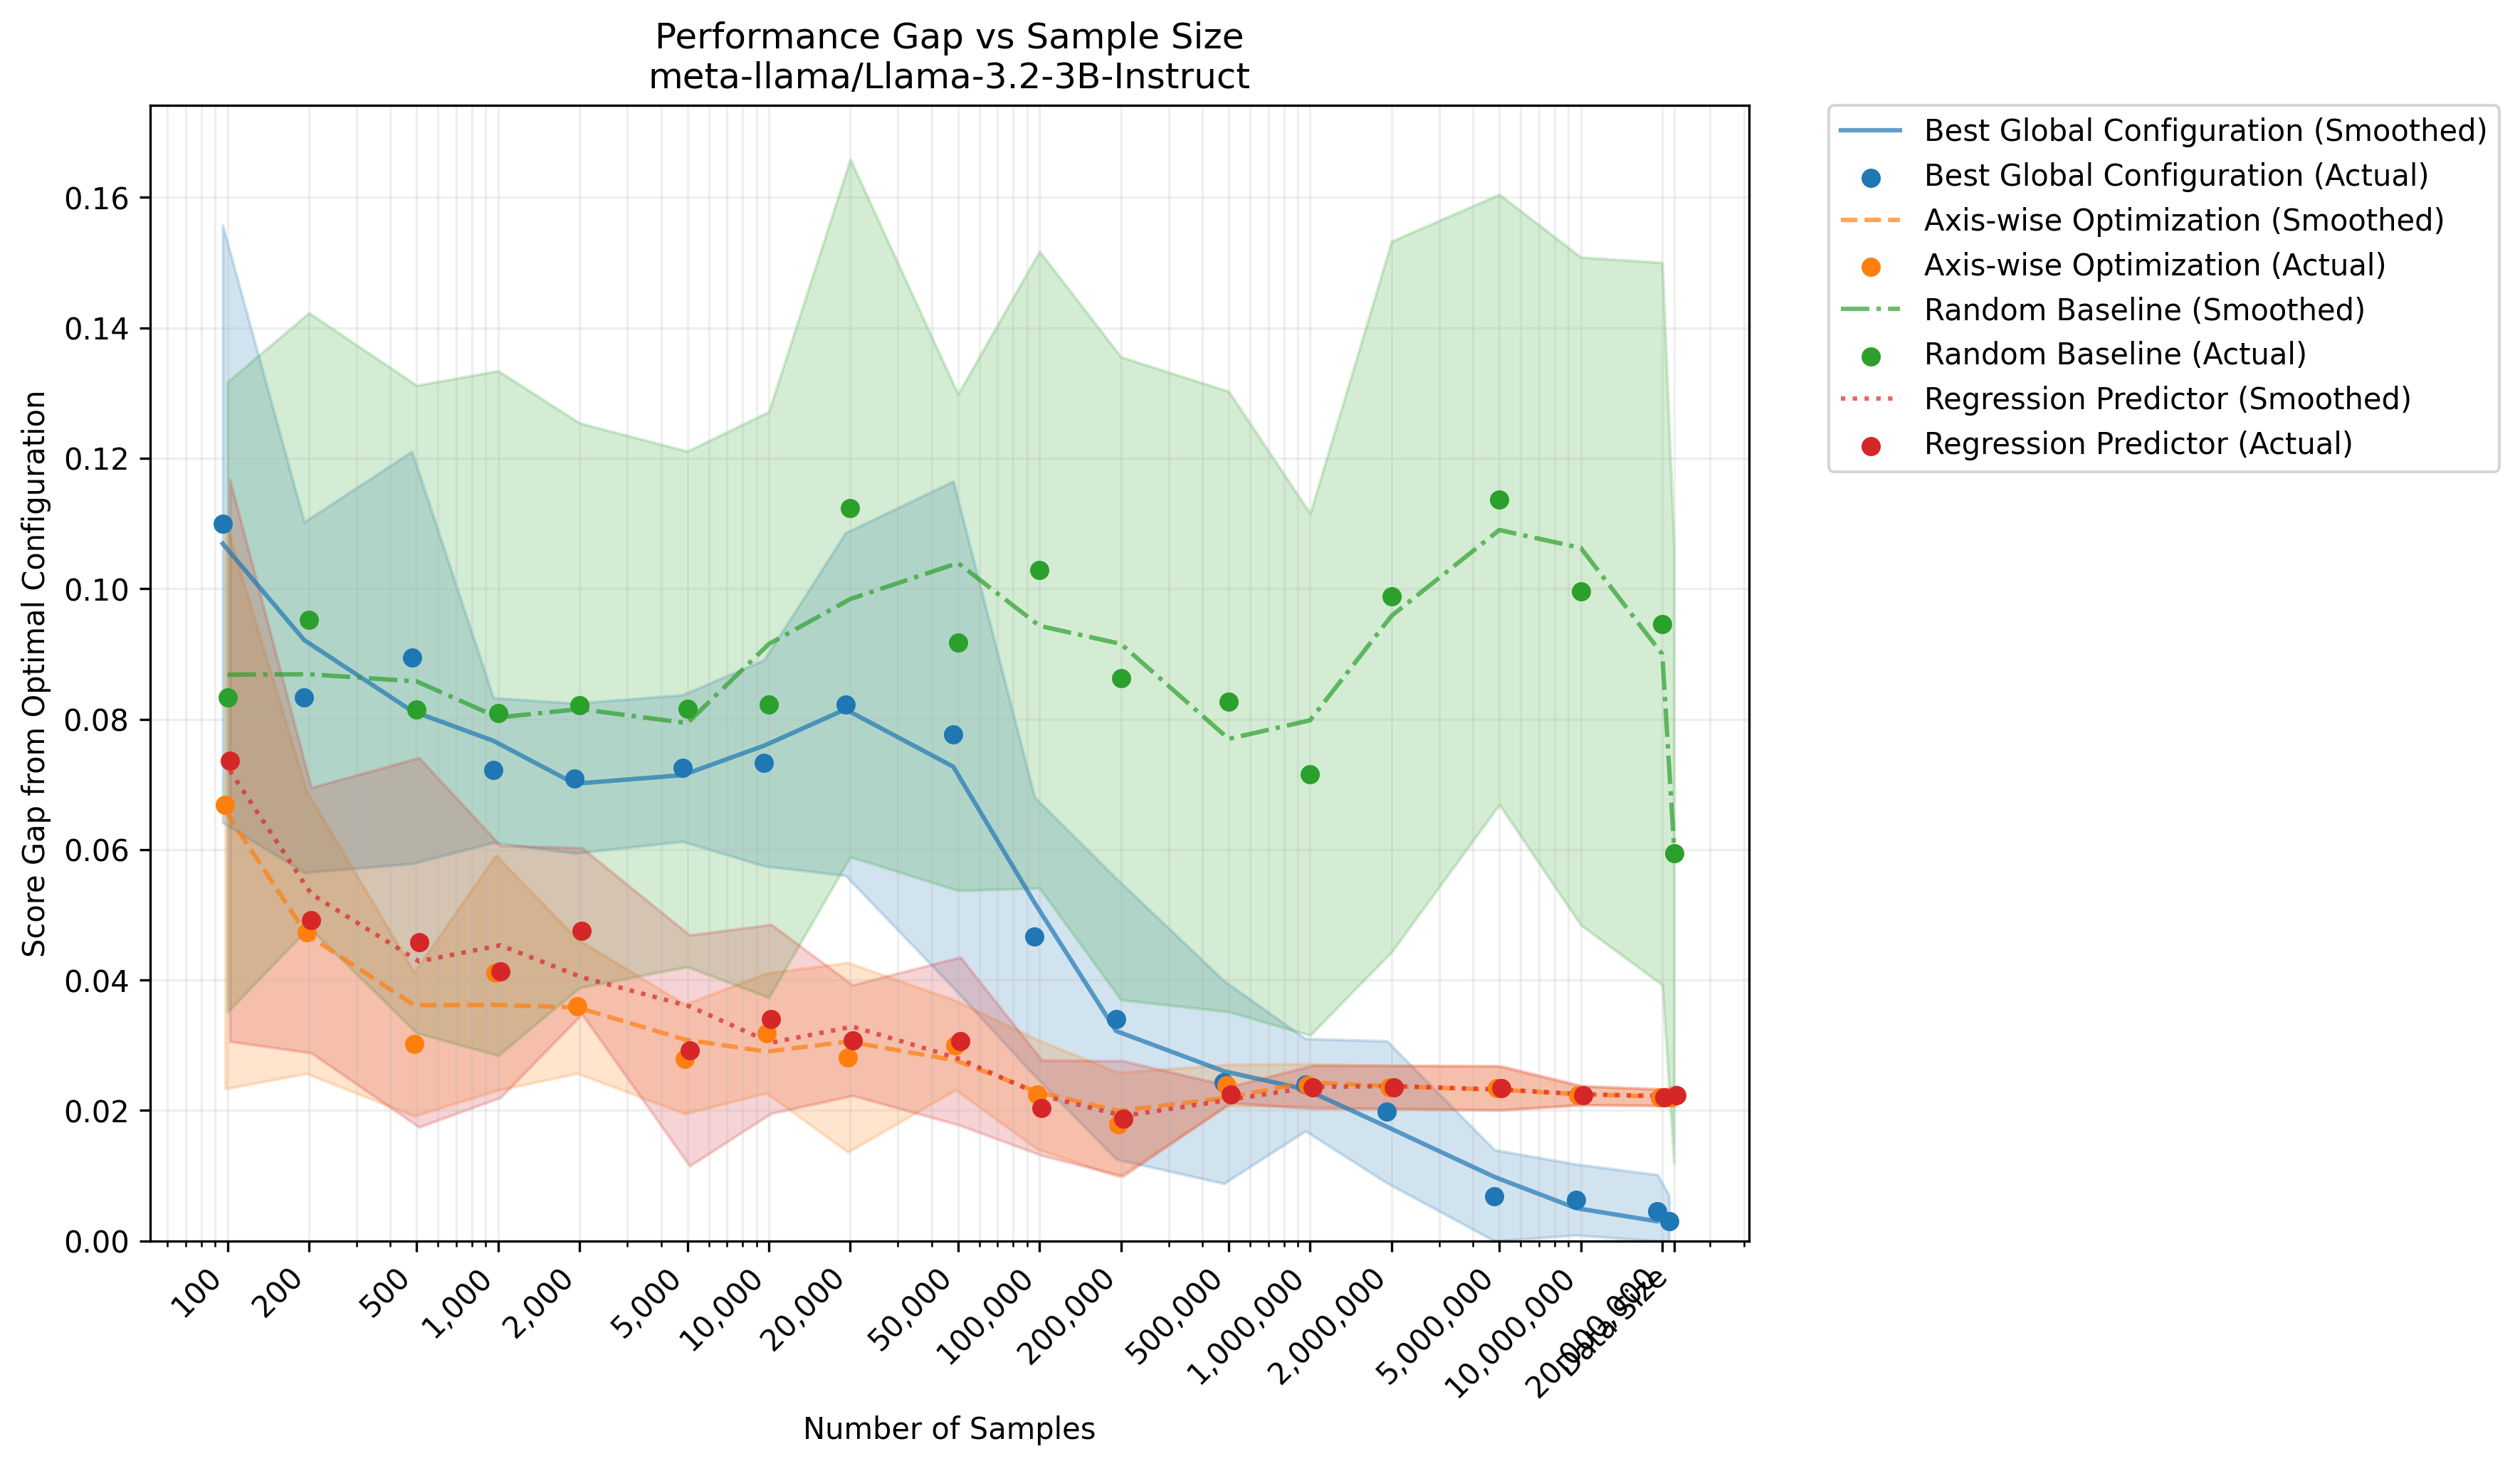 Performance Gap vs Sample Size
meta-llama/Llama-3.2-3B-Instruct
Score Gap from Optimal Configuration
0.16
0.14
0.12
0.10
0.08
0.06
0.04
0.02
0.00
100
200
500
1,000
2,000
5,000
10,000
20,000
50,000
100,000
200,000
500,000
1,000,000
2,000,000
5,000,000
10,000,000
20,000,000
Data Size
Number of Samples
Best Global Configuration (Smoothed)
Best Global Configuration (Actual)
Axis-wise Optimization (Smoothed)
Axis-wise Optimization (Actual)
Random Baseline (Smoothed)
Random Baseline (Actual)
Regression Predictor (Smoothed)
Regression Predictor (Actual)